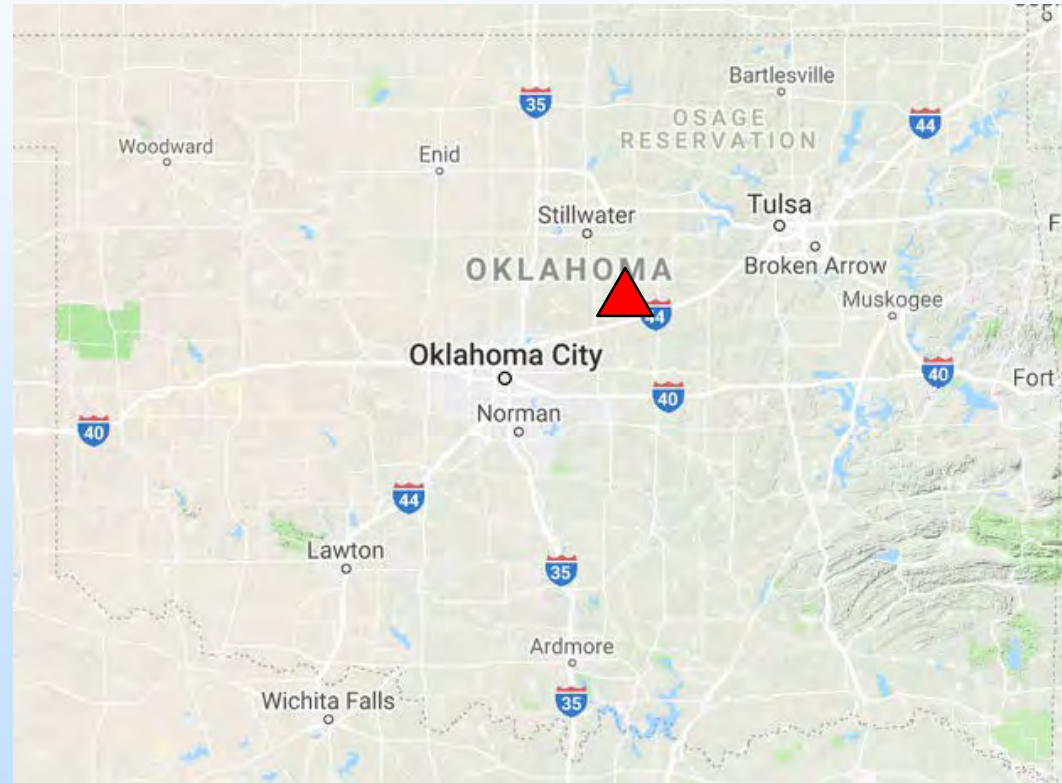 Bartlesville
35
OSAGE
RESERVATION
44
Woodward
Enid
Tulsa
Stillwater
OKLAHOMA
Broken Arrow
Muskogee
44
Oklahoma City
40
Fort
40
Norman
40
44
Lawton
35
Ardmore
Wichita Falls
35